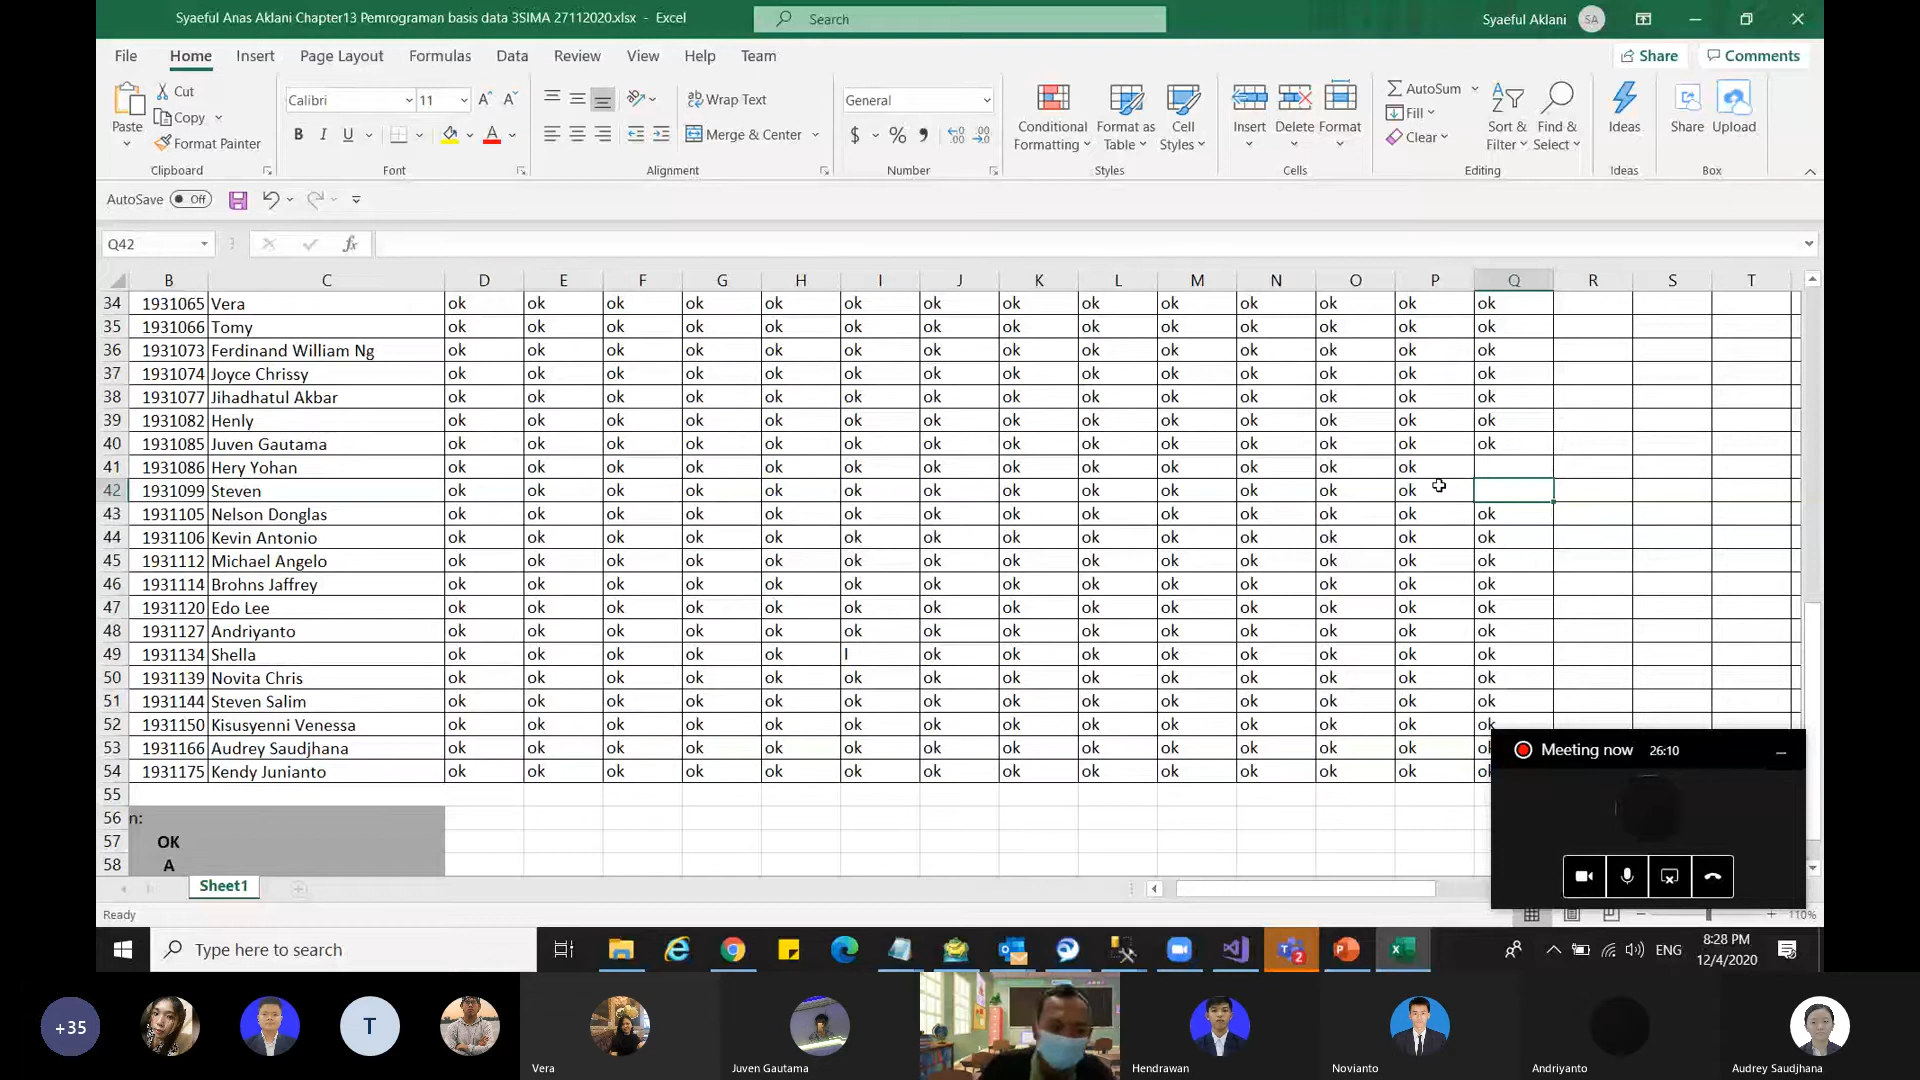 Syaeful Anas Aklani Chapter13 Pemrograman basis data 3SIMA 27112020.xlsx - Excel
Search
Syaeful Aklani SA
File Home Insert Page Layout Formulas Data Review View Help Team Share Comments
Paste Cut Copy Format Painter
Clipboard
Calibri 11
B I U A
Font
Wrap Text
Merge & Center
Alignment
General
$ % 9
Number
Conditional Formatting Format as Table Cell Styles
Styles
Insert Delete Format
Cells
AutoSum Fill Clear Sort & Filter Find & Select
Editing
Ideas
Ideas
Share Upload
Box
AutoSave Off
Q42 fx
B C D E F G H I J K L M N O P Q R S T
34 1931065 Vera ok ok ok ok ok ok ok ok ok ok ok ok ok ok
35 1931066 Tomy ok ok ok ok ok ok ok ok ok ok ok ok ok ok
36 1931073 Ferdinand William Ng ok ok ok ok ok ok ok ok ok ok ok ok ok ok
37 1931074 Joyce Chrissy ok ok ok ok ok ok ok ok ok ok ok ok ok ok
38 1931077 Jihadhatul Akbar ok ok ok ok ok ok ok ok ok ok ok ok ok ok
39 1931082 Henly ok ok ok ok ok ok ok ok ok ok ok ok ok ok
40 1931085 Juven Gautama ok ok ok ok ok ok ok ok ok ok ok ok ok ok
41 1931086 Hery Yohan ok ok ok ok ok ok ok ok ok ok ok ok ok
42 1931099 Steven ok ok ok ok ok ok ok ok ok ok ok ok ok
43 1931105 Nelson Donglas ok ok ok ok ok ok ok ok ok ok ok ok ok ok
44 1931106 Kevin Antonio ok ok ok ok ok ok ok ok ok ok ok ok ok ok
45 1931112 Michael Angelo ok ok ok ok ok ok ok ok ok ok ok ok ok ok
46 1931114 Brohns Jaffrey ok ok ok ok ok ok ok ok ok ok ok ok ok ok
47 1931120 Edo Lee ok ok ok ok ok ok ok ok ok ok ok ok ok ok
48 1931127 Andriyanto ok ok ok ok ok ok ok ok ok ok ok ok ok ok
49 1931134 Shella ok ok ok ok ok I ok ok ok ok ok ok ok ok
50 1931139 Novita Chris ok ok ok ok ok ok ok ok ok ok ok ok ok ok
51 1931144 Steven Salim ok ok ok ok ok ok ok ok ok ok ok ok ok ok
52 1931150 Kisusyenni Venessa ok ok ok ok ok ok ok ok ok ok ok ok ok ok
53 1931166 Audrey Saudjhana ok ok ok ok ok ok ok ok ok ok ok ok ok
54 1931175 Kendy Junianto ok ok ok ok ok ok ok ok ok ok ok ok ok
55
56 n:
57 OK
58 A
Meeting now 26:10
Sheet1
Ready 110%
Type here to search
ENG 8:28 PM
12/4/2020
+35 T
Vera Juven Gautama Hendrawan Novianto Andriyanto Audrey Saudjhana